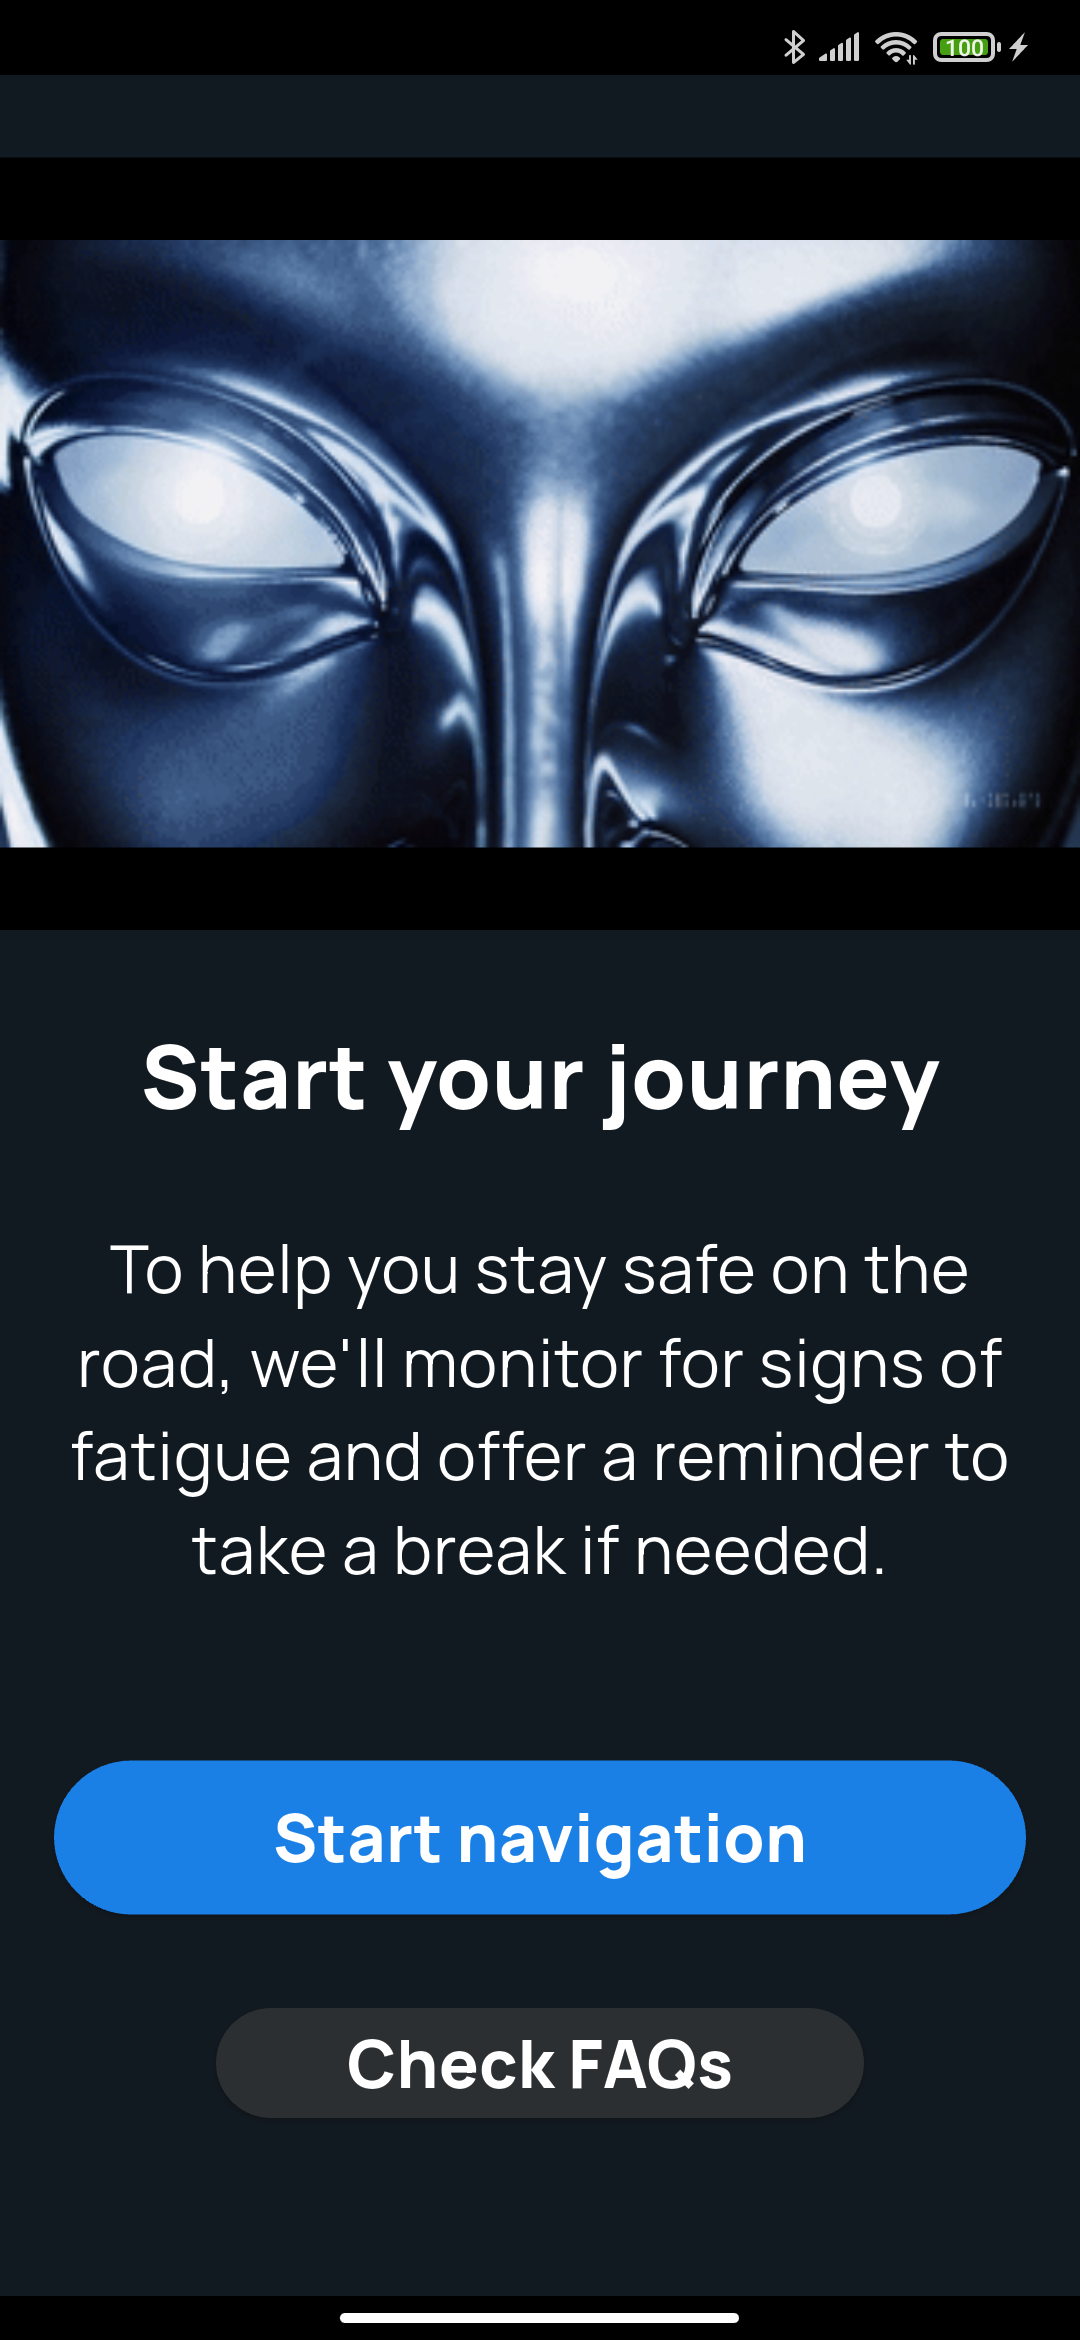 100
Start your journey
To help you stay safe on the
road, we'll monitor for signs of
fatigue and offer a reminder to
take a break if needed.
Start navigation
Check FAQs